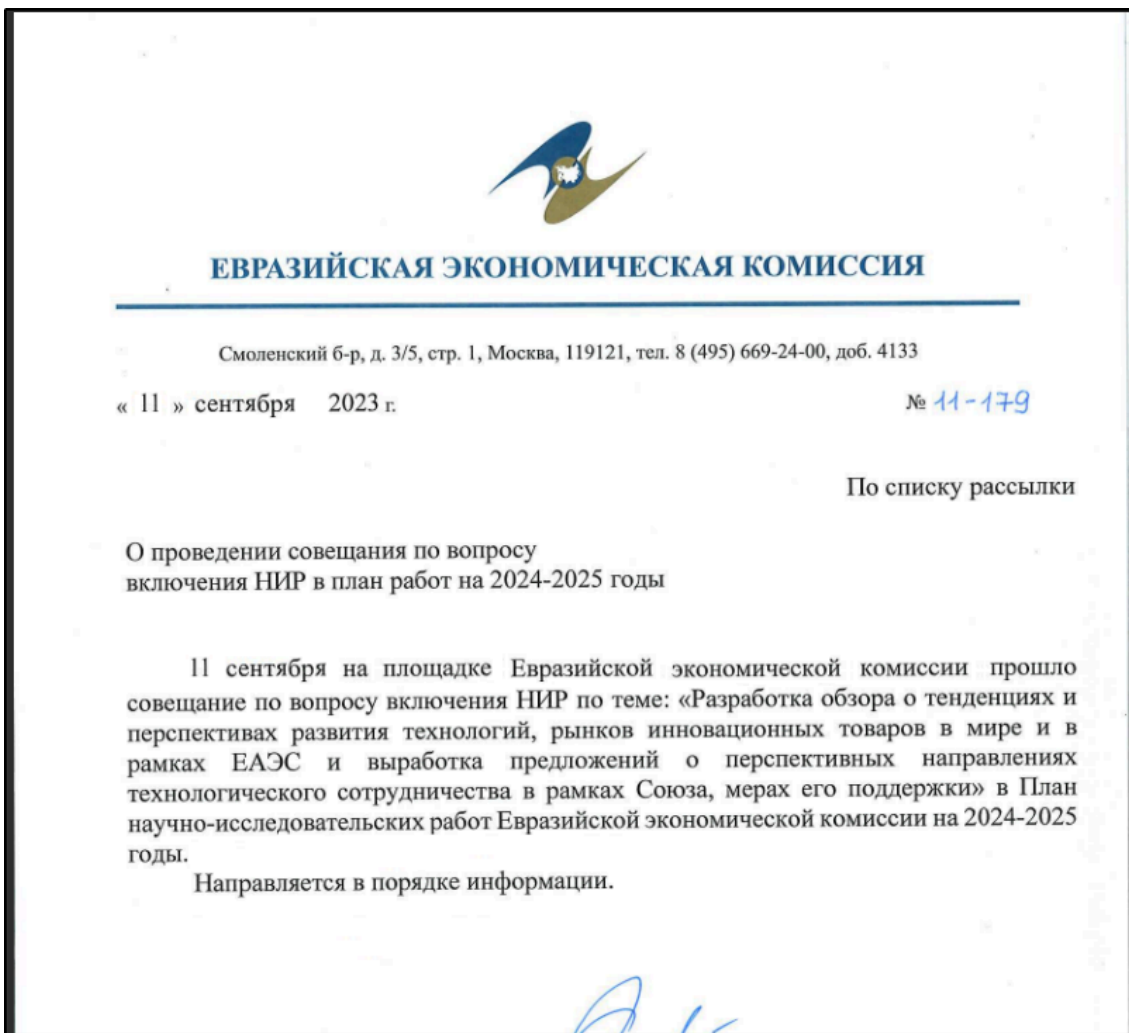 ЕВРАЗИЙСКАЯ ЭКОНОМИЧЕСКАЯ КОМИССИЯ
Смоленский б-р, д. 3/5, стр. 1, Москва, 119121, тел. 8 (495) 669-24-00, доб. 4133
« 11 » сентября 2023 г. № 11-179
По списку рассылки
О проведении совещания по вопросу
включения НИР в план работ на 2024-2025 годы
11 сентября на площадке Евразийской экономической комиссии прошло
совещание по вопросу включения НИР по теме: «Разработка обзора о тенденциях и
перспективах развития технологий, рынков инновационных товаров в мире и в
рамках ЕАЭС и выработка предложений о перспективных направлениях
технологического сотрудничества в рамках Союза, мерах его поддержки» в План
научно-исследовательских работ Евразийской экономической комиссии на 2024-2025
годы.
Направляется в порядке информации.